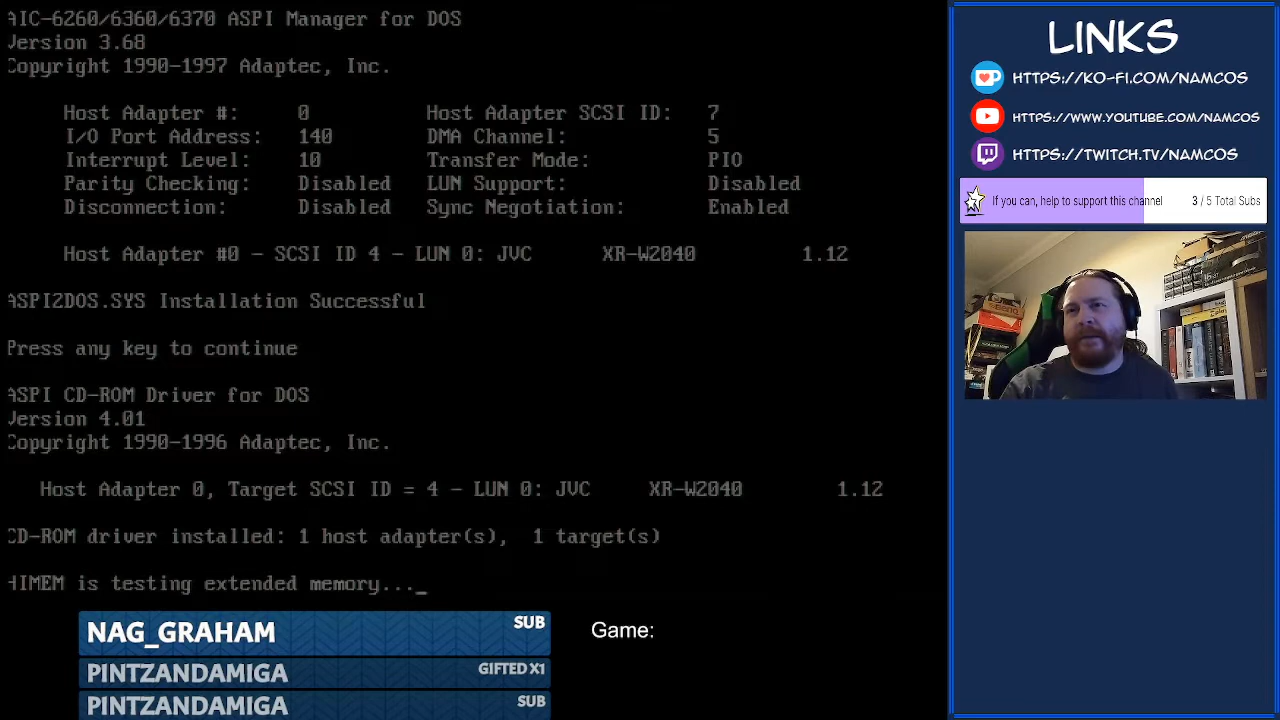 AIC-6260/6360/6370 ASPI Manager for DOS
Version 3.68
Copyright 1990-1997 Adaptec, Inc.
Host Adapter #: 0 Host Adapter SCSI ID: 7
I/O Port Address: 140 DMA Channel: 5
Interrupt Level: 10 Transfer Mode: PIO
Parity Checking: Disabled LUN Support: Disabled
Disconnection: Disabled Sync Negotiation: Enabled
Host Adapter #0 - SCSI ID 4 - LUN 0: JVC XR-W2040 1.12
ASPI2DOS.SYS Installation Successful
Press any key to continue
ASPI CD-ROM Driver for DOS
Version 4.01
Copyright 1990-1996 Adaptec, Inc.
Host Adapter 0, Target SCSI ID = 4 - LUN 0: JVC XR-W2040 1.12
CD-ROM driver installed: 1 host adapter(s), 1 target(s)
HIMEM is testing extended memory..._
NAG_GRAHAM SUB
PINTZANDAMIGA GIFTED X1
PINTZANDAMIGA SUB
Game:
LINKS
HTTPS://KO-FI.COM/NAMCOS
HTTPS://WWW.YOUTUBE.COM/NAMCOS
HTTPS://TWITCH.TV/NAMCOS
If you can, help to support this channel 3 / 5 Total Subs